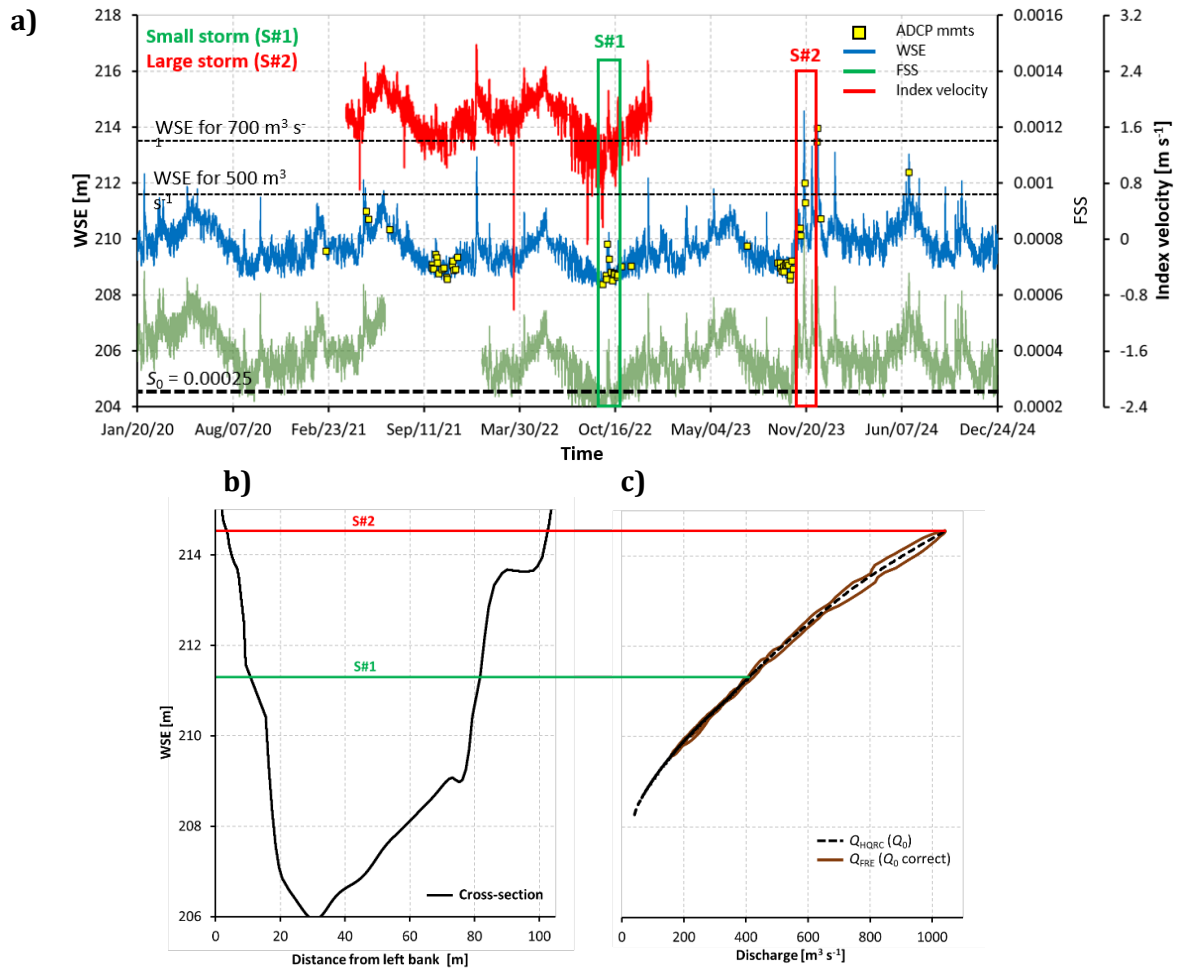 a)
218
216
214
212
210
208
206
204
WSE [m]
Small storm (S#1)
Large storm (S#2)
S#1
S#2
ADCP mmts
WSE
FSS
Index velocity
WSE for 700 m³ s⁻
1
WSE for 500 m³
s⁻¹
S₀ = 0.00025
0.0016
0.0014
0.0012
0.001
0.0008
0.0006
0.0004
0.0002
FSS
3.2
2.4
1.6
0.8
0
-0.8
-1.6
-2.4
Index velocity [m s⁻¹]
Jan/20/20 Aug/07/20 Feb/23/21 Sep/11/21 Mar/30/22 Oct/16/22 May/04/23 Nov/20/23 Jun/07/24 Dec/24/24
Time
b)
S#2
S#1
214
212
210
208
206
WSE [m]
Cross-section
0 20 40 60 80 100
Distance from left bank [m]
c)
Q_HQRC (Q₀)
Q_FRE (Q₀ correct)
0 200 400 600 800 1000
Discharge [m³ s⁻¹]